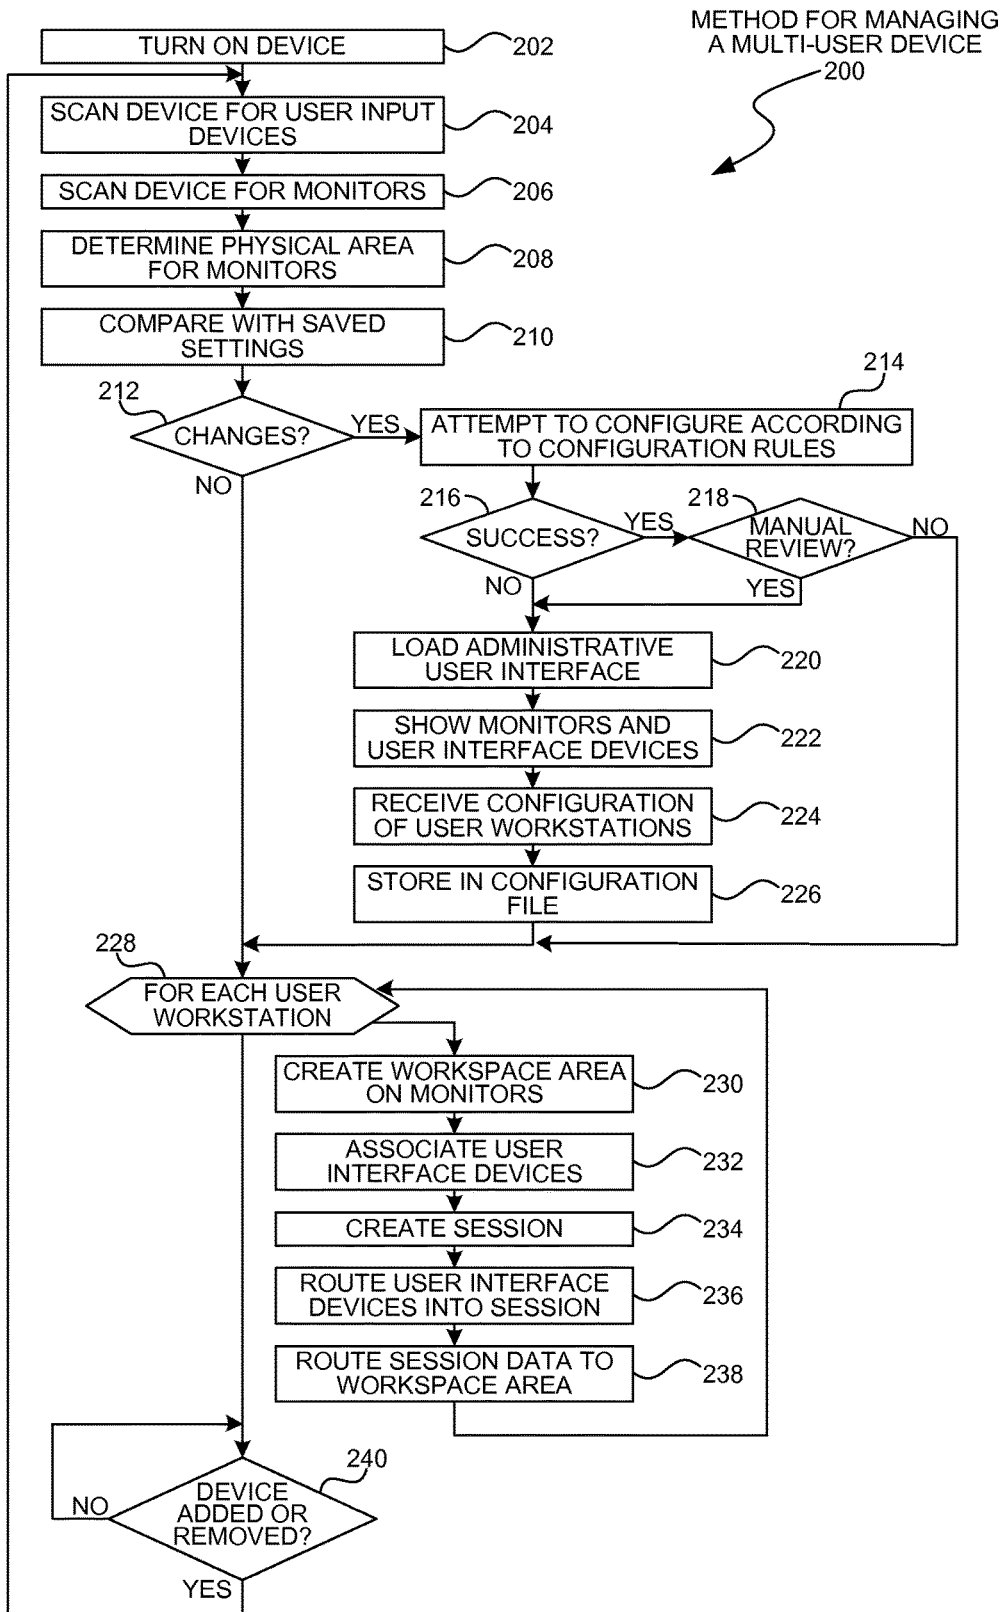 METHOD FOR MANAGING
A MULTI-USER DEVICE
200
TURN ON DEVICE
202
SCAN DEVICE FOR USER INPUT
DEVICES
204
SCAN DEVICE FOR MONITORS
206
DETERMINE PHYSICAL AREA
FOR MONITORS
208
COMPARE WITH SAVED
SETTINGS
210
212
CHANGES?
YES
NO
214
ATTEMPT TO CONFIGURE ACCORDING
TO CONFIGURATION RULES
216
SUCCESS?
YES
NO
218
MANUAL
REVIEW?
NO
YES
LOAD ADMINISTRATIVE
USER INTERFACE
220
SHOW MONITORS AND
USER INTERFACE DEVICES
222
RECEIVE CONFIGURATION
OF USER WORKSTATIONS
224
STORE IN CONFIGURATION
FILE
226
228
FOR EACH USER
WORKSTATION
CREATE WORKSPACE AREA
ON MONITORS
230
ASSOCIATE USER
INTERFACE DEVICES
232
CREATE SESSION
234
ROUTE USER INTERFACE
DEVICES INTO SESSION
236
ROUTE SESSION DATA TO
WORKSPACE AREA
238
240
DEVICE
ADDED OR
REMOVED?
NO
YES